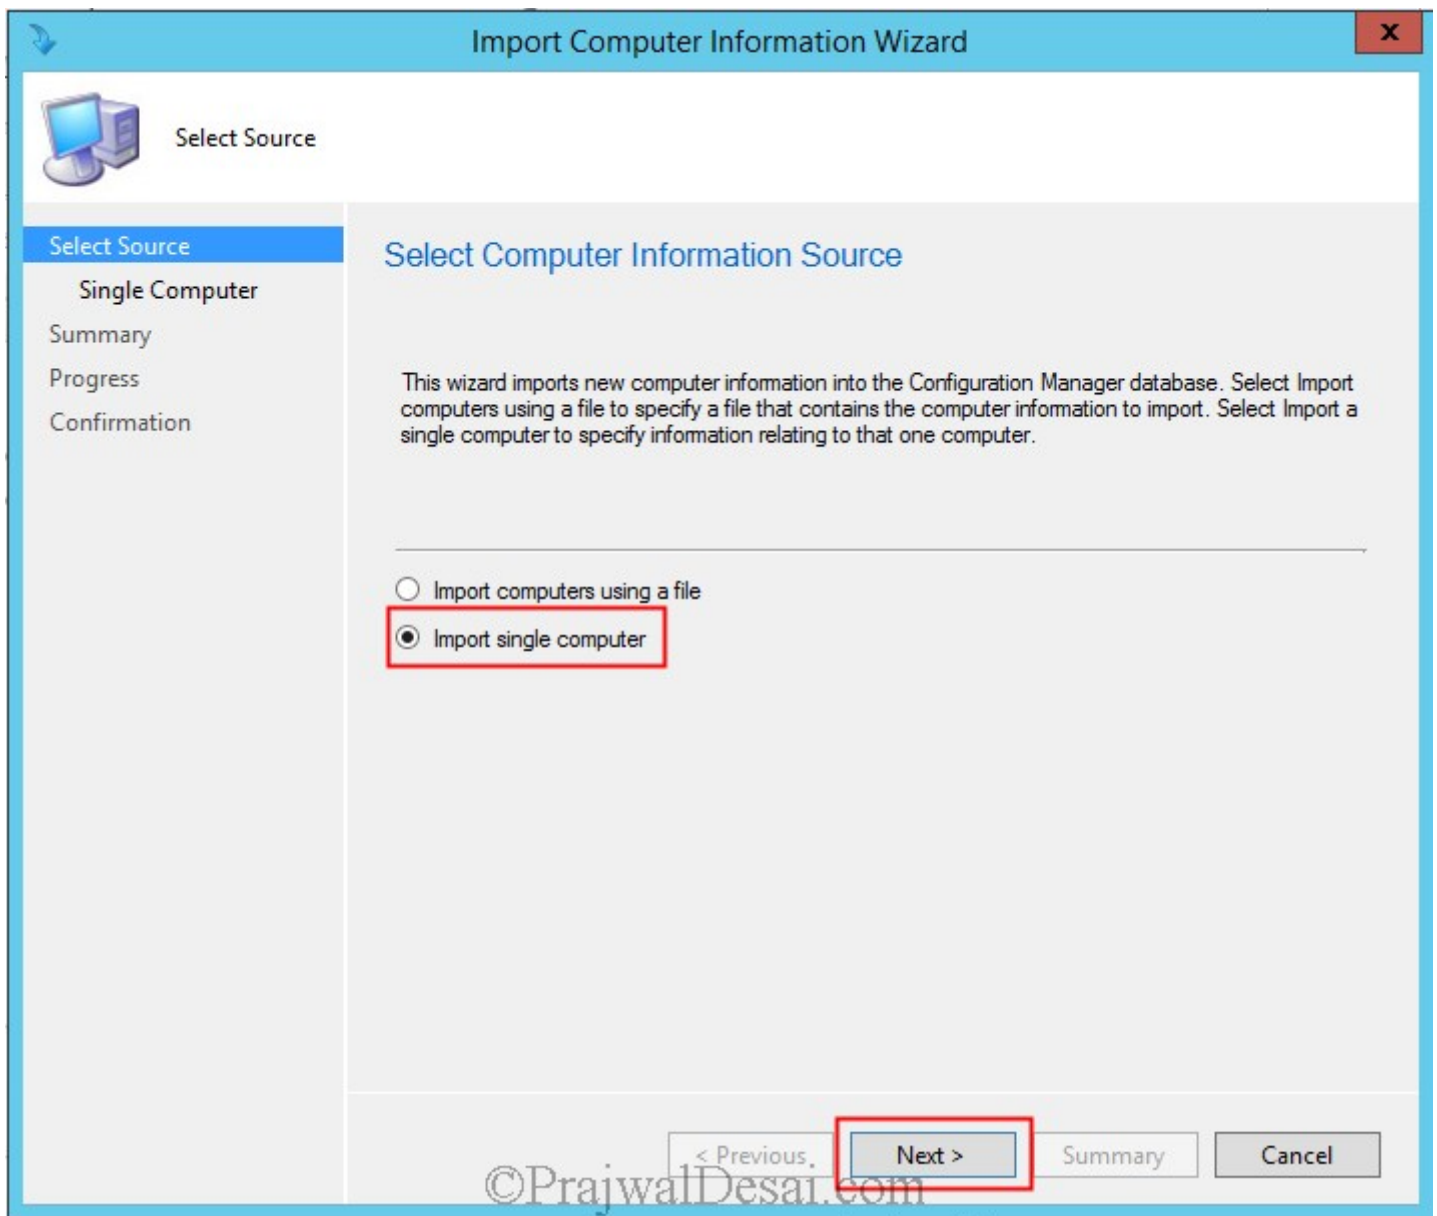 Import Computer Information Wizard
x
Select Source
Select Source
Single Computer
Summary
Progress
Confirmation
Select Computer Information Source
This wizard imports new computer information into the Configuration Manager database. Select Import
computers using a file to specify a file that contains the computer information to import. Select Import a
single computer to specify information relating to that one computer.
Import computers using a file
Import single computer
< Previous
Next >
Summary
Cancel
©PrajwalDesai.com